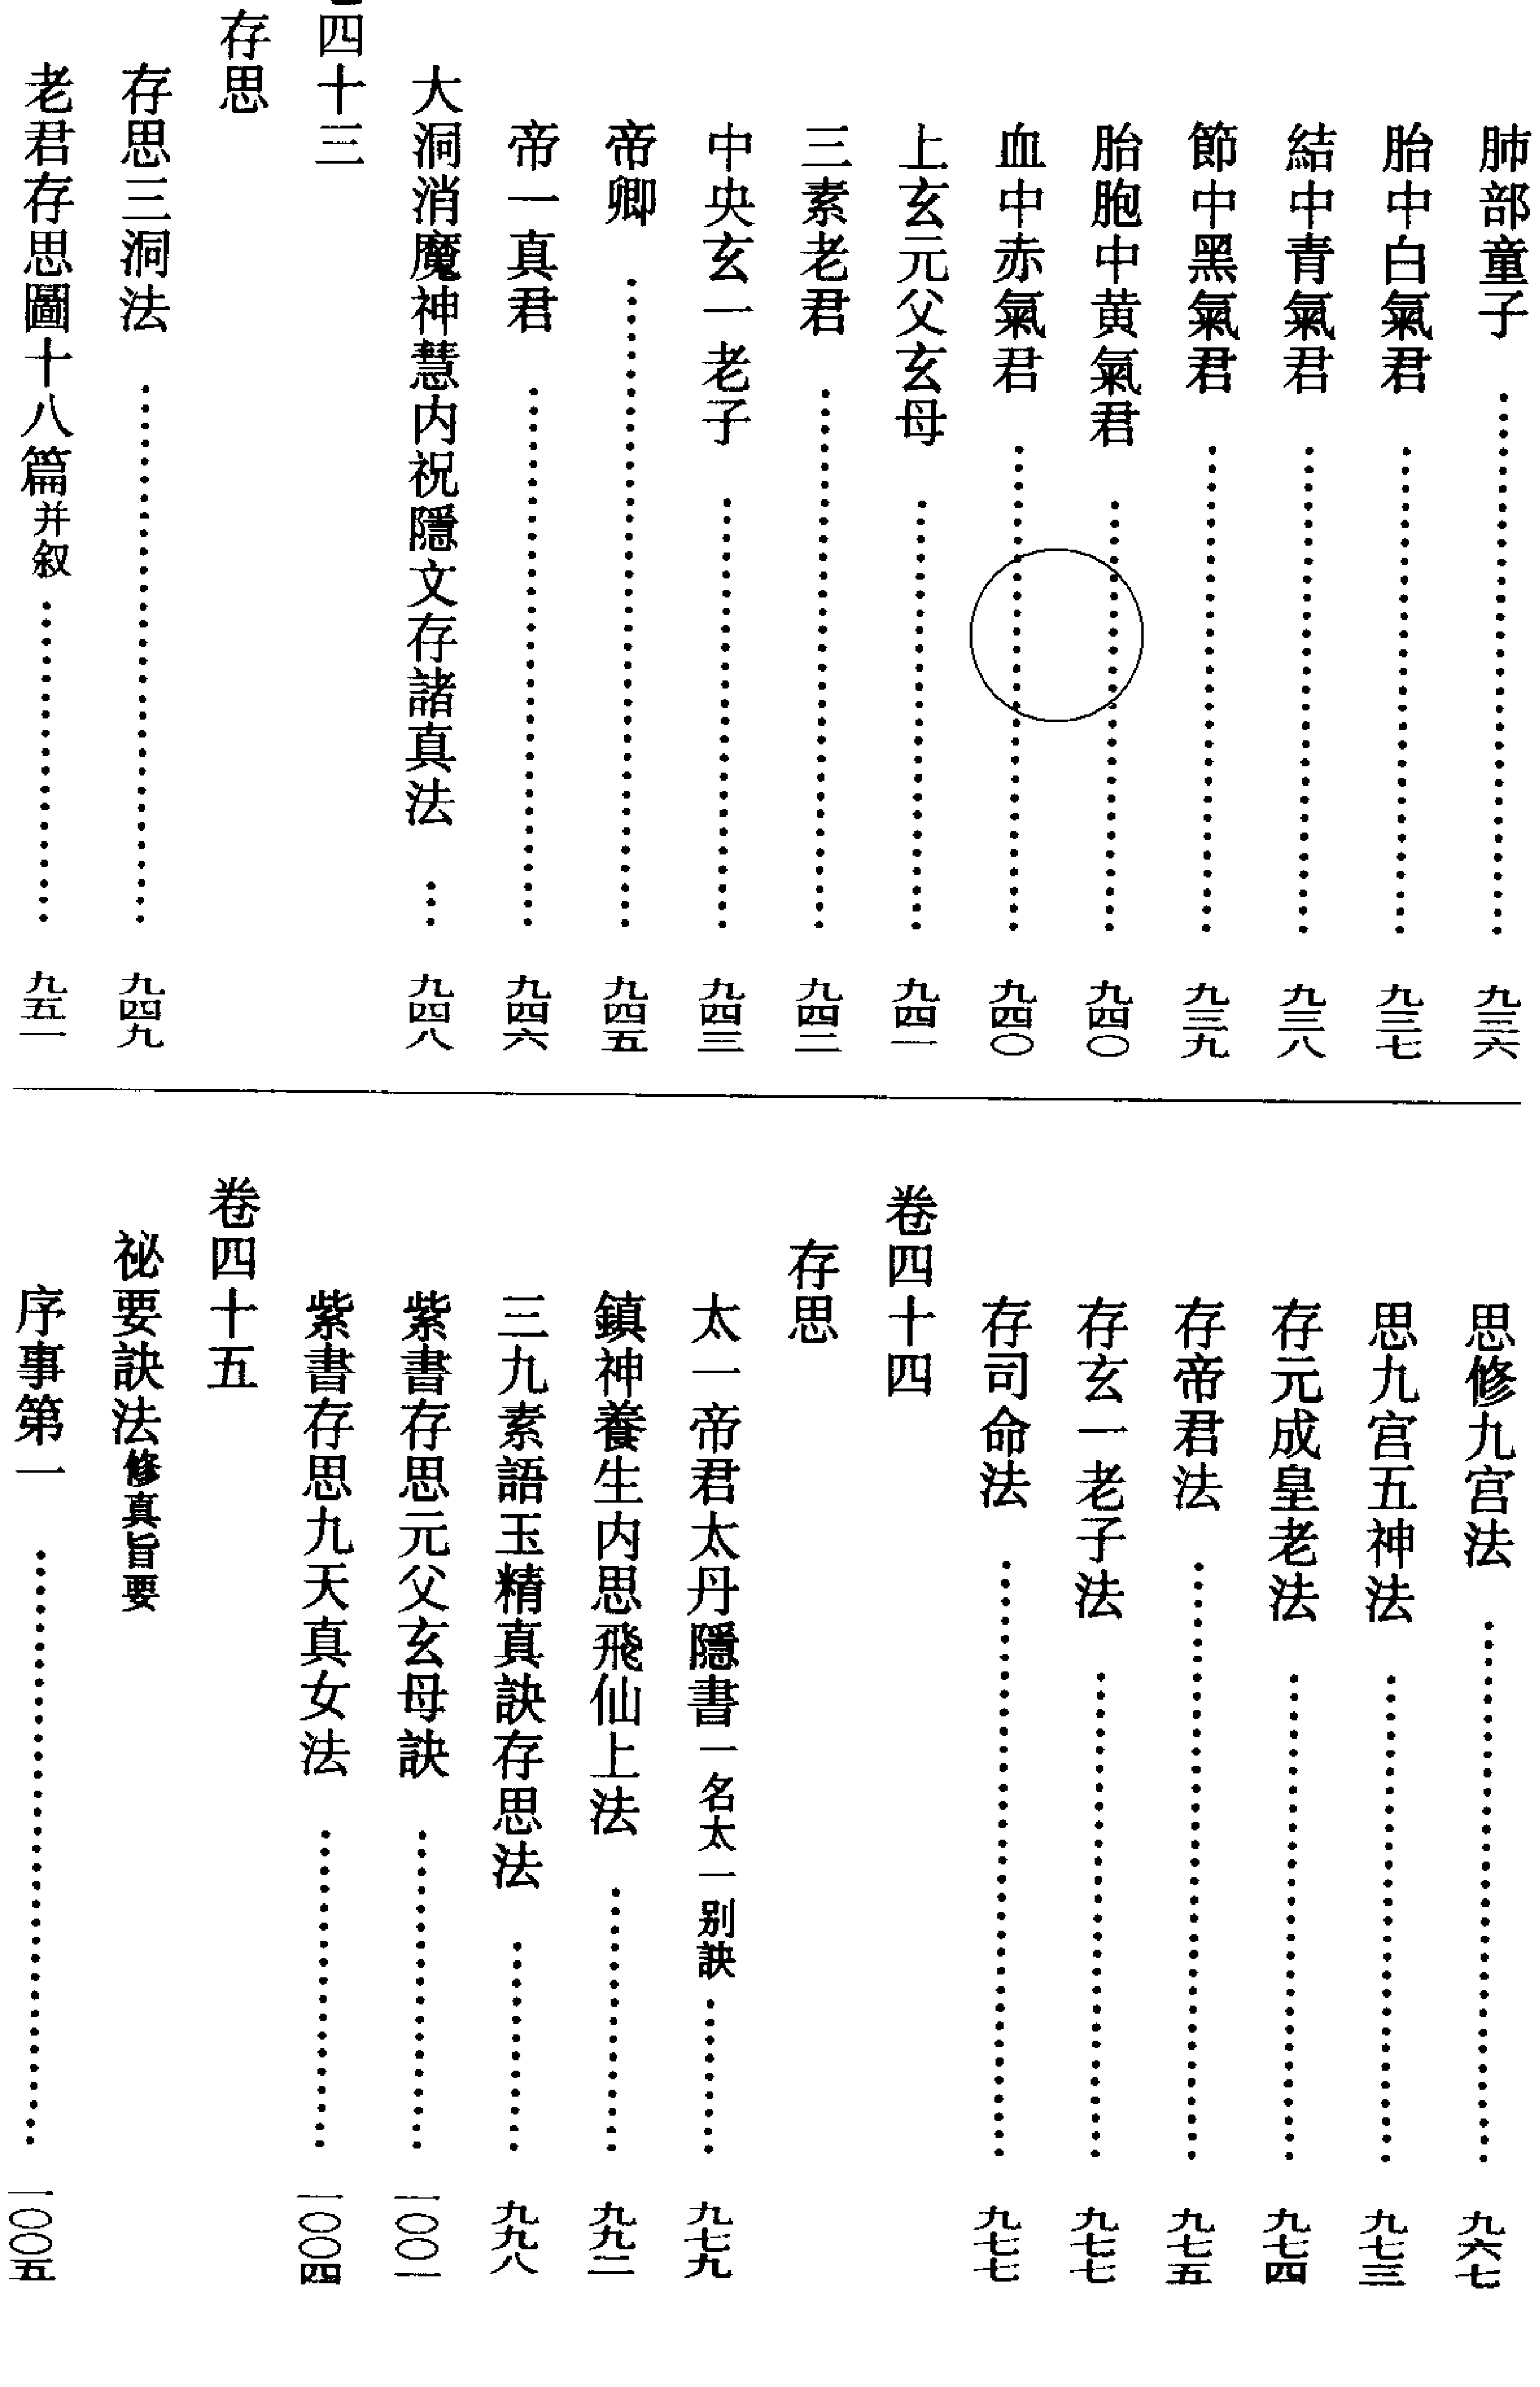 肺部童子……九三六
胎中白氣君……九三七
結中青氣君……九三八
節中黑氣君……九三九
胎胞中黄氣君……九四〇
血中赤氣君……九四〇
上玄元父玄母……九四一
三素老君……九四二
中央玄一老子……九四三
帝卿……九四五
帝一真君……九四六
大洞消魔神慧内祝隱文存諸真法……九四八
四十三
存思
存思三洞法……九四九
老君存思圖十八篇并叙……九五一
思修九宫法……九六七
思九宫五神法……九七三
存元成皇老法……九七四
存帝君法……九七五
存玄一老子法……九七七
存司命法……九七七
卷四十四
存思
太一帝君太丹隱書一名太一别訣……九七九
鎮神養生内思飛仙上法……九九二
三九素語玉精真訣存思法……九九八
紫書存思元父玄母訣……一〇〇一
紫書存思九天真女法……一〇〇四
卷四十五
祕要訣法修真旨要
序事第一……一〇〇五